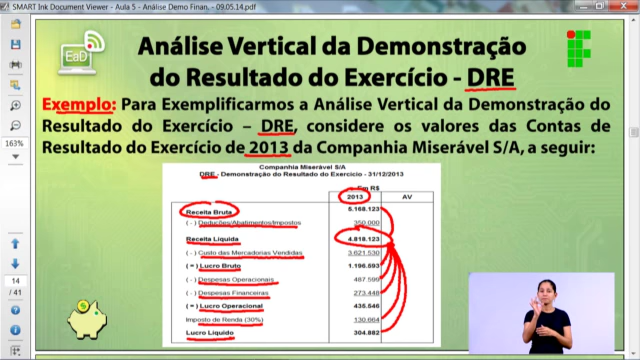 SMART Ink Document Viewer - Aula 5 - Análise Demo Finan. - 09.05.14.pdf
EaD
Análise Vertical da Demonstração
do Resultado do Exercício - DRE
Exemplo: Para Exemplificarmos a Análise Vertical da Demonstração do
Resultado do Exercício – DRE, considere os valores das Contas de
Resultado do Exercício de 2013 da Companhia Miserável S/A, a seguir:
163%
Companhia Miserável S/A
DRE - Demonstração do Resultado do Exercício - 31/12/2013
Em R$
2013 AV
Receita Bruta 5.168.123
( - ) Deduções/Abatimentos/Impostos 350.000
Receita Líquida 4.818.123
( - ) Custo das Mercadorias Vendidas 3.621.530
( = ) Lucro Bruto 1.196.593
( - ) Despesas Operacionais 487.599
( - ) Despesas Financeiras 273.448
( = ) Lucro Operacional 435.546
Imposto de Renda (30%) 130.664
Lucro Líquido 304.882
14
/ 41